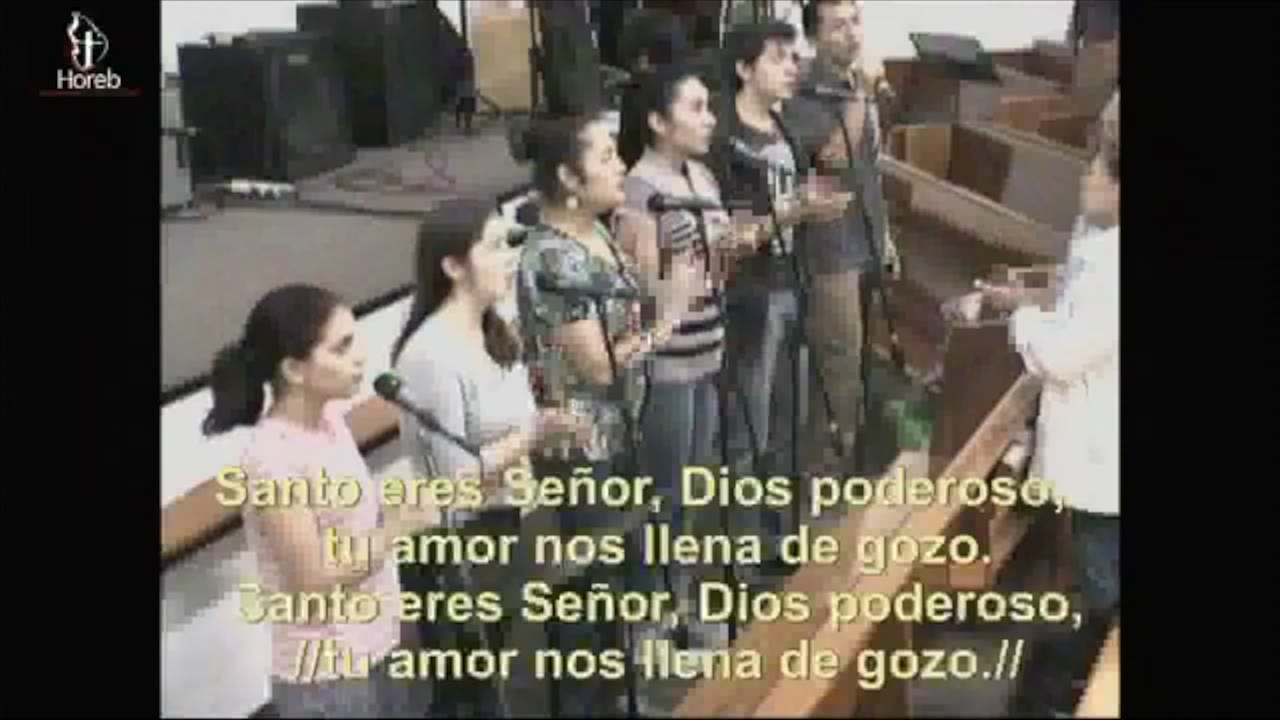 Horeb
Santo eres Señor, Dios poderoso,
tu amor nos llena de gozo.
Santo eres Señor, Dios poderoso,
//tu amor nos llena de gozo.//